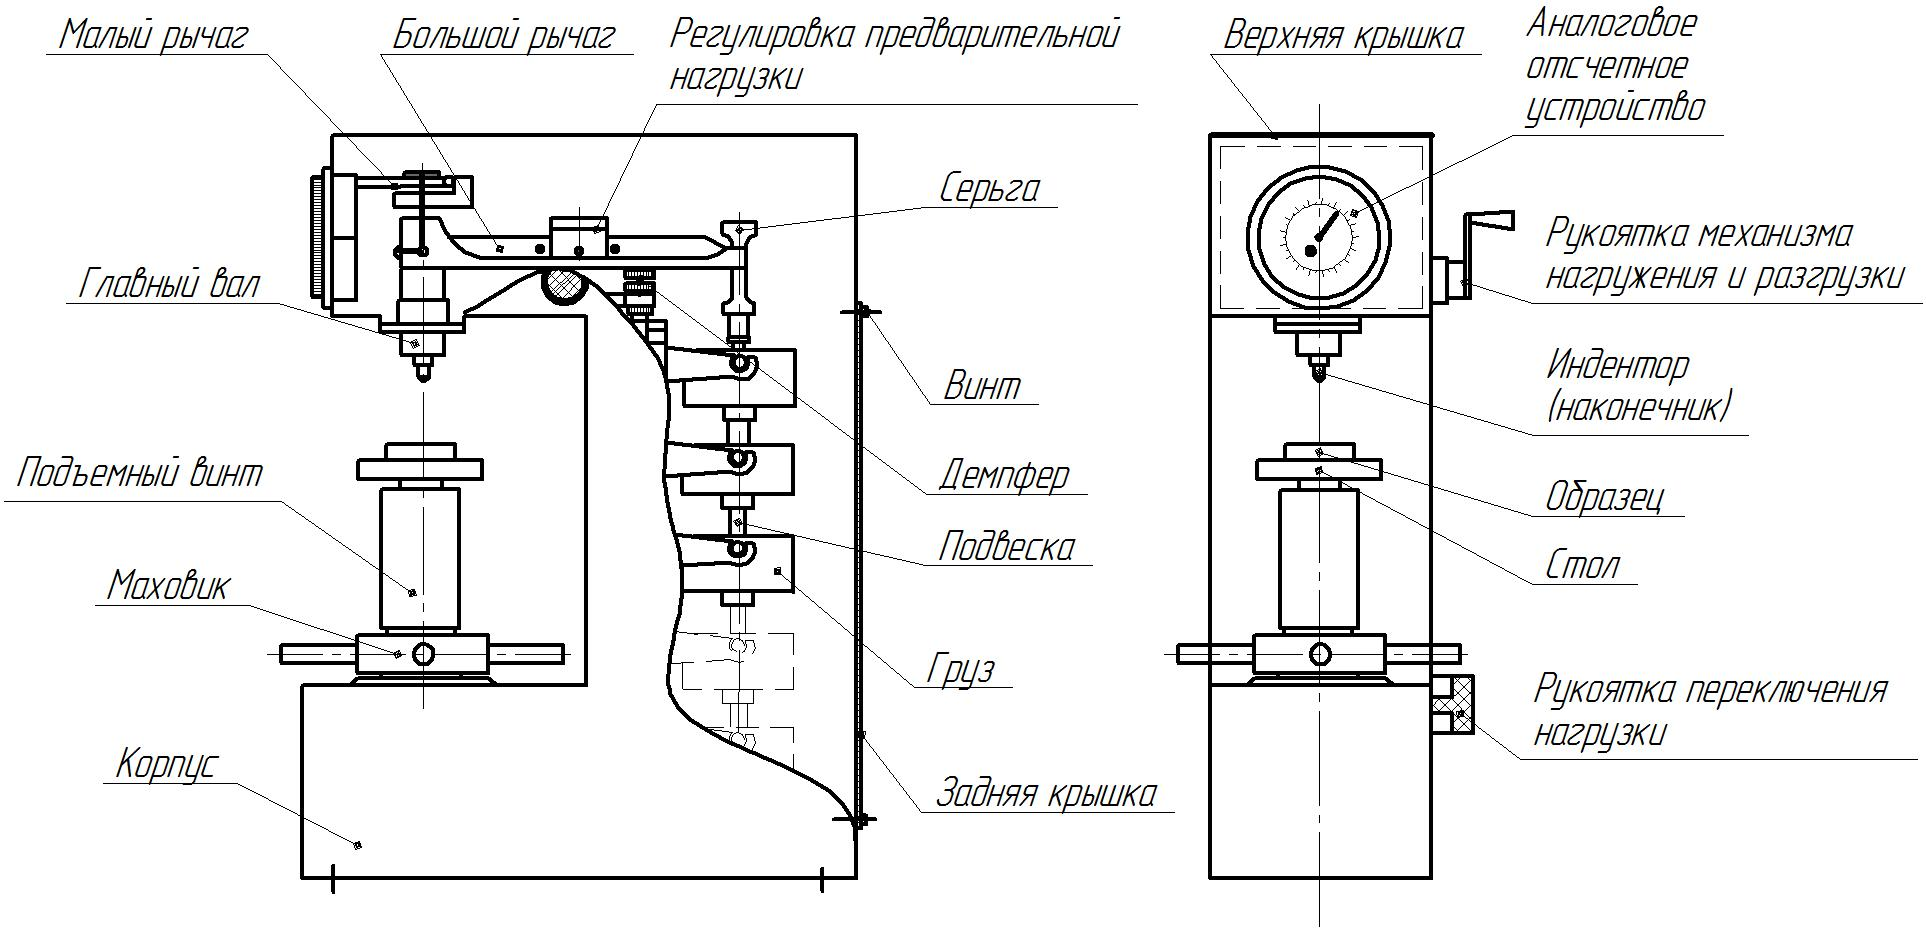 Малый рычаг
Большой рычаг
Регулировка предварительной
нагрузки
Верхняя крышка
Аналоговое
отсчетное
устройство
Серьга
Главный вал
Рукоятка механизма
нагружения и разгрузки
Винт
Индентор
(наконечник)
Подъемный винт
Демпфер
Образец
Подвеска
Стол
Маховик
Груз
Рукоятка переключения
нагрузки
Корпус
Задняя крышка